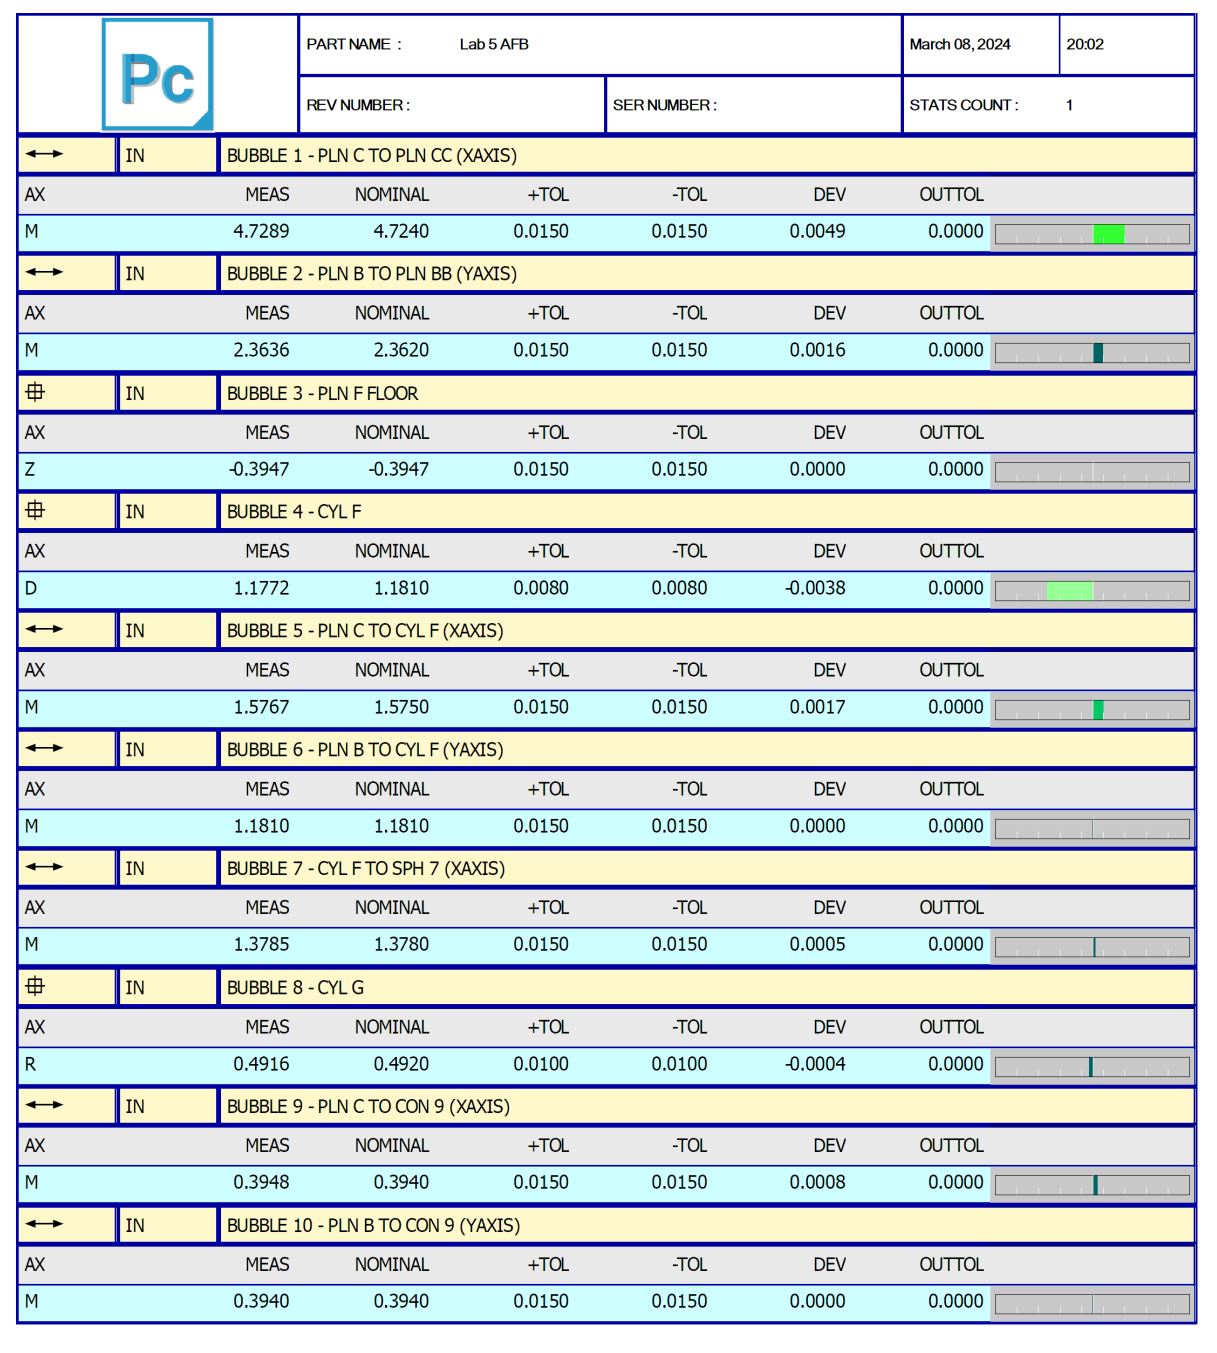 Pc
PART NAME : Lab 5 AFB March 08, 2024 20:02
REV NUMBER : SER NUMBER : STATS COUNT : 1
IN BUBBLE 1 - PLN C TO PLN CC (XAXIS)
AX MEAS NOMINAL +TOL -TOL DEV OUTTOL
M 4.7289 4.7240 0.0150 0.0150 0.0049 0.0000
IN BUBBLE 2 - PLN B TO PLN BB (YAXIS)
AX MEAS NOMINAL +TOL -TOL DEV OUTTOL
M 2.3636 2.3620 0.0150 0.0150 0.0016 0.0000
IN BUBBLE 3 - PLN F FLOOR
AX MEAS NOMINAL +TOL -TOL DEV OUTTOL
Z -0.3947 -0.3947 0.0150 0.0150 0.0000 0.0000
IN BUBBLE 4 - CYL F
AX MEAS NOMINAL +TOL -TOL DEV OUTTOL
D 1.1772 1.1810 0.0080 0.0080 -0.0038 0.0000
IN BUBBLE 5 - PLN C TO CYL F (XAXIS)
AX MEAS NOMINAL +TOL -TOL DEV OUTTOL
M 1.5767 1.5750 0.0150 0.0150 0.0017 0.0000
IN BUBBLE 6 - PLN B TO CYL F (YAXIS)
AX MEAS NOMINAL +TOL -TOL DEV OUTTOL
M 1.1810 1.1810 0.0150 0.0150 0.0000 0.0000
IN BUBBLE 7 - CYL F TO SPH 7 (XAXIS)
AX MEAS NOMINAL +TOL -TOL DEV OUTTOL
M 1.3785 1.3780 0.0150 0.0150 0.0005 0.0000
IN BUBBLE 8 - CYL G
AX MEAS NOMINAL +TOL -TOL DEV OUTTOL
R 0.4916 0.4920 0.0100 0.0100 -0.0004 0.0000
IN BUBBLE 9 - PLN C TO CON 9 (XAXIS)
AX MEAS NOMINAL +TOL -TOL DEV OUTTOL
M 0.3948 0.3940 0.0150 0.0150 0.0008 0.0000
IN BUBBLE 10 - PLN B TO CON 9 (YAXIS)
AX MEAS NOMINAL +TOL -TOL DEV OUTTOL
M 0.3940 0.3940 0.0150 0.0150 0.0000 0.0000